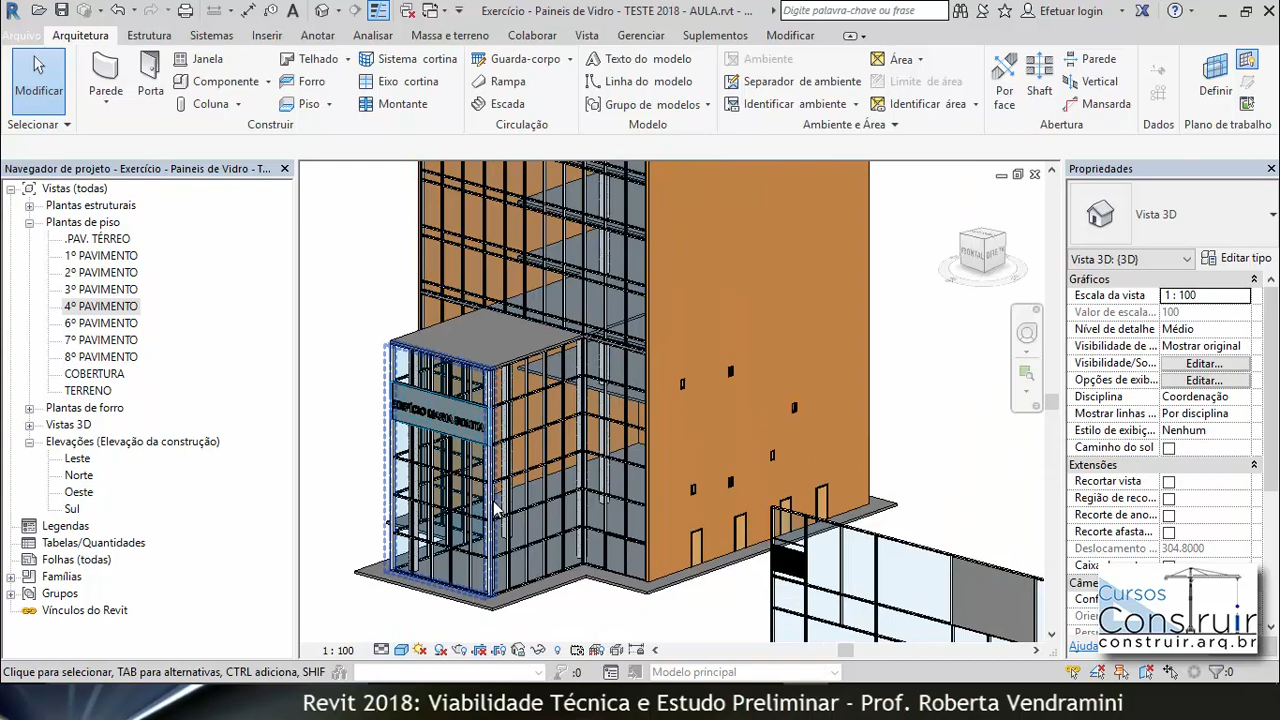 Exercício - Paineis de Vidro - TESTE 2018 - AULA.rvt - ...
Digite palavra-chave ou frase
Efetuar login
Arquivo Arquitetura Estrutura Sistemas Inserir Anotar Analisar Massa e terreno Colaborar Vista Gerenciar Suplementos Modificar
Modificar
Selecionar
Parede
Porta
Janela
Componente
Coluna
Telhado
Forro
Piso
Sistema cortina
Eixo cortina
Montante
Construir
Guarda-corpo
Rampa
Escada
Circulação
Texto do modelo
Linha do modelo
Grupo de modelos
Modelo
Ambiente
Separador de ambiente
Identificar ambiente
Área
Limite de área
Identificar área
Ambiente e Área
Por face
Shaft
Parede
Vertical
Mansarda
Abertura
Dados
Definir
Plano de trabalho
Navegador de projeto - Exercício - Paineis de Vidro - T...
Vistas (todas)
Plantas estruturais
Plantas de piso
.PAV. TÉRREO
1º PAVIMENTO
2º PAVIMENTO
3º PAVIMENTO
4º PAVIMENTO
6º PAVIMENTO
7º PAVIMENTO
8º PAVIMENTO
COBERTURA
TERRENO
Plantas de forro
Vistas 3D
Elevações (Elevação da construção)
Leste
Norte
Oeste
Sul
Legendas
Tabelas/Quantidades
Folhas (todas)
Famílias
Grupos
Vínculos do Revit
FRONTAL
Propriedades
Vista 3D
Vista 3D: {3D}
Editar tipo
Gráficos
Escala da vista 1 : 100
Valor de escala... 100
Nível de detalhe Médio
Visibilidade de... Mostrar original
Visibilidade/So... Editar...
Opções de exib... Editar...
Disciplina Coordenação
Mostrar linhas ... Por disciplina
Estilo de exibiç... Nenhum
Caminho do sol
Extensões
Recortar vista
Região de reco...
Recorte de ano...
Recorte afasta...
Deslocamento ... 304.8000
Ajuda
Cursos
Construir
construir.arq.br
1 : 100
Clique para selecionar, TAB para alternativas, CTRL adiciona, SHIF
:0
Modelo principal
:0
Revit 2018: Viabilidade Técnica e Estudo Preliminar - Prof. Roberta Vendramini